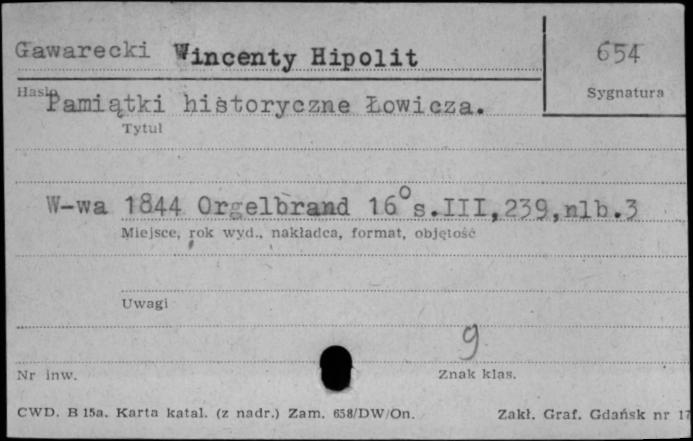 Gawarecki Wincenty Hipolit
654
Hasło
Sygnatura
Pamiątki historyczne Łowicza.
Tytuł
W-wa 1844 Orgelbrand 16° s.III,239,nlb.3
Miejsce, rok wyd., nakładca, format, objętość
Uwagi
9
Nr inw.
Znak klas.
CWD. B 15a. Karta katal. (z nadr.) Zam. 658/DW/On.
Zakł. Graf. Gdańsk nr 17